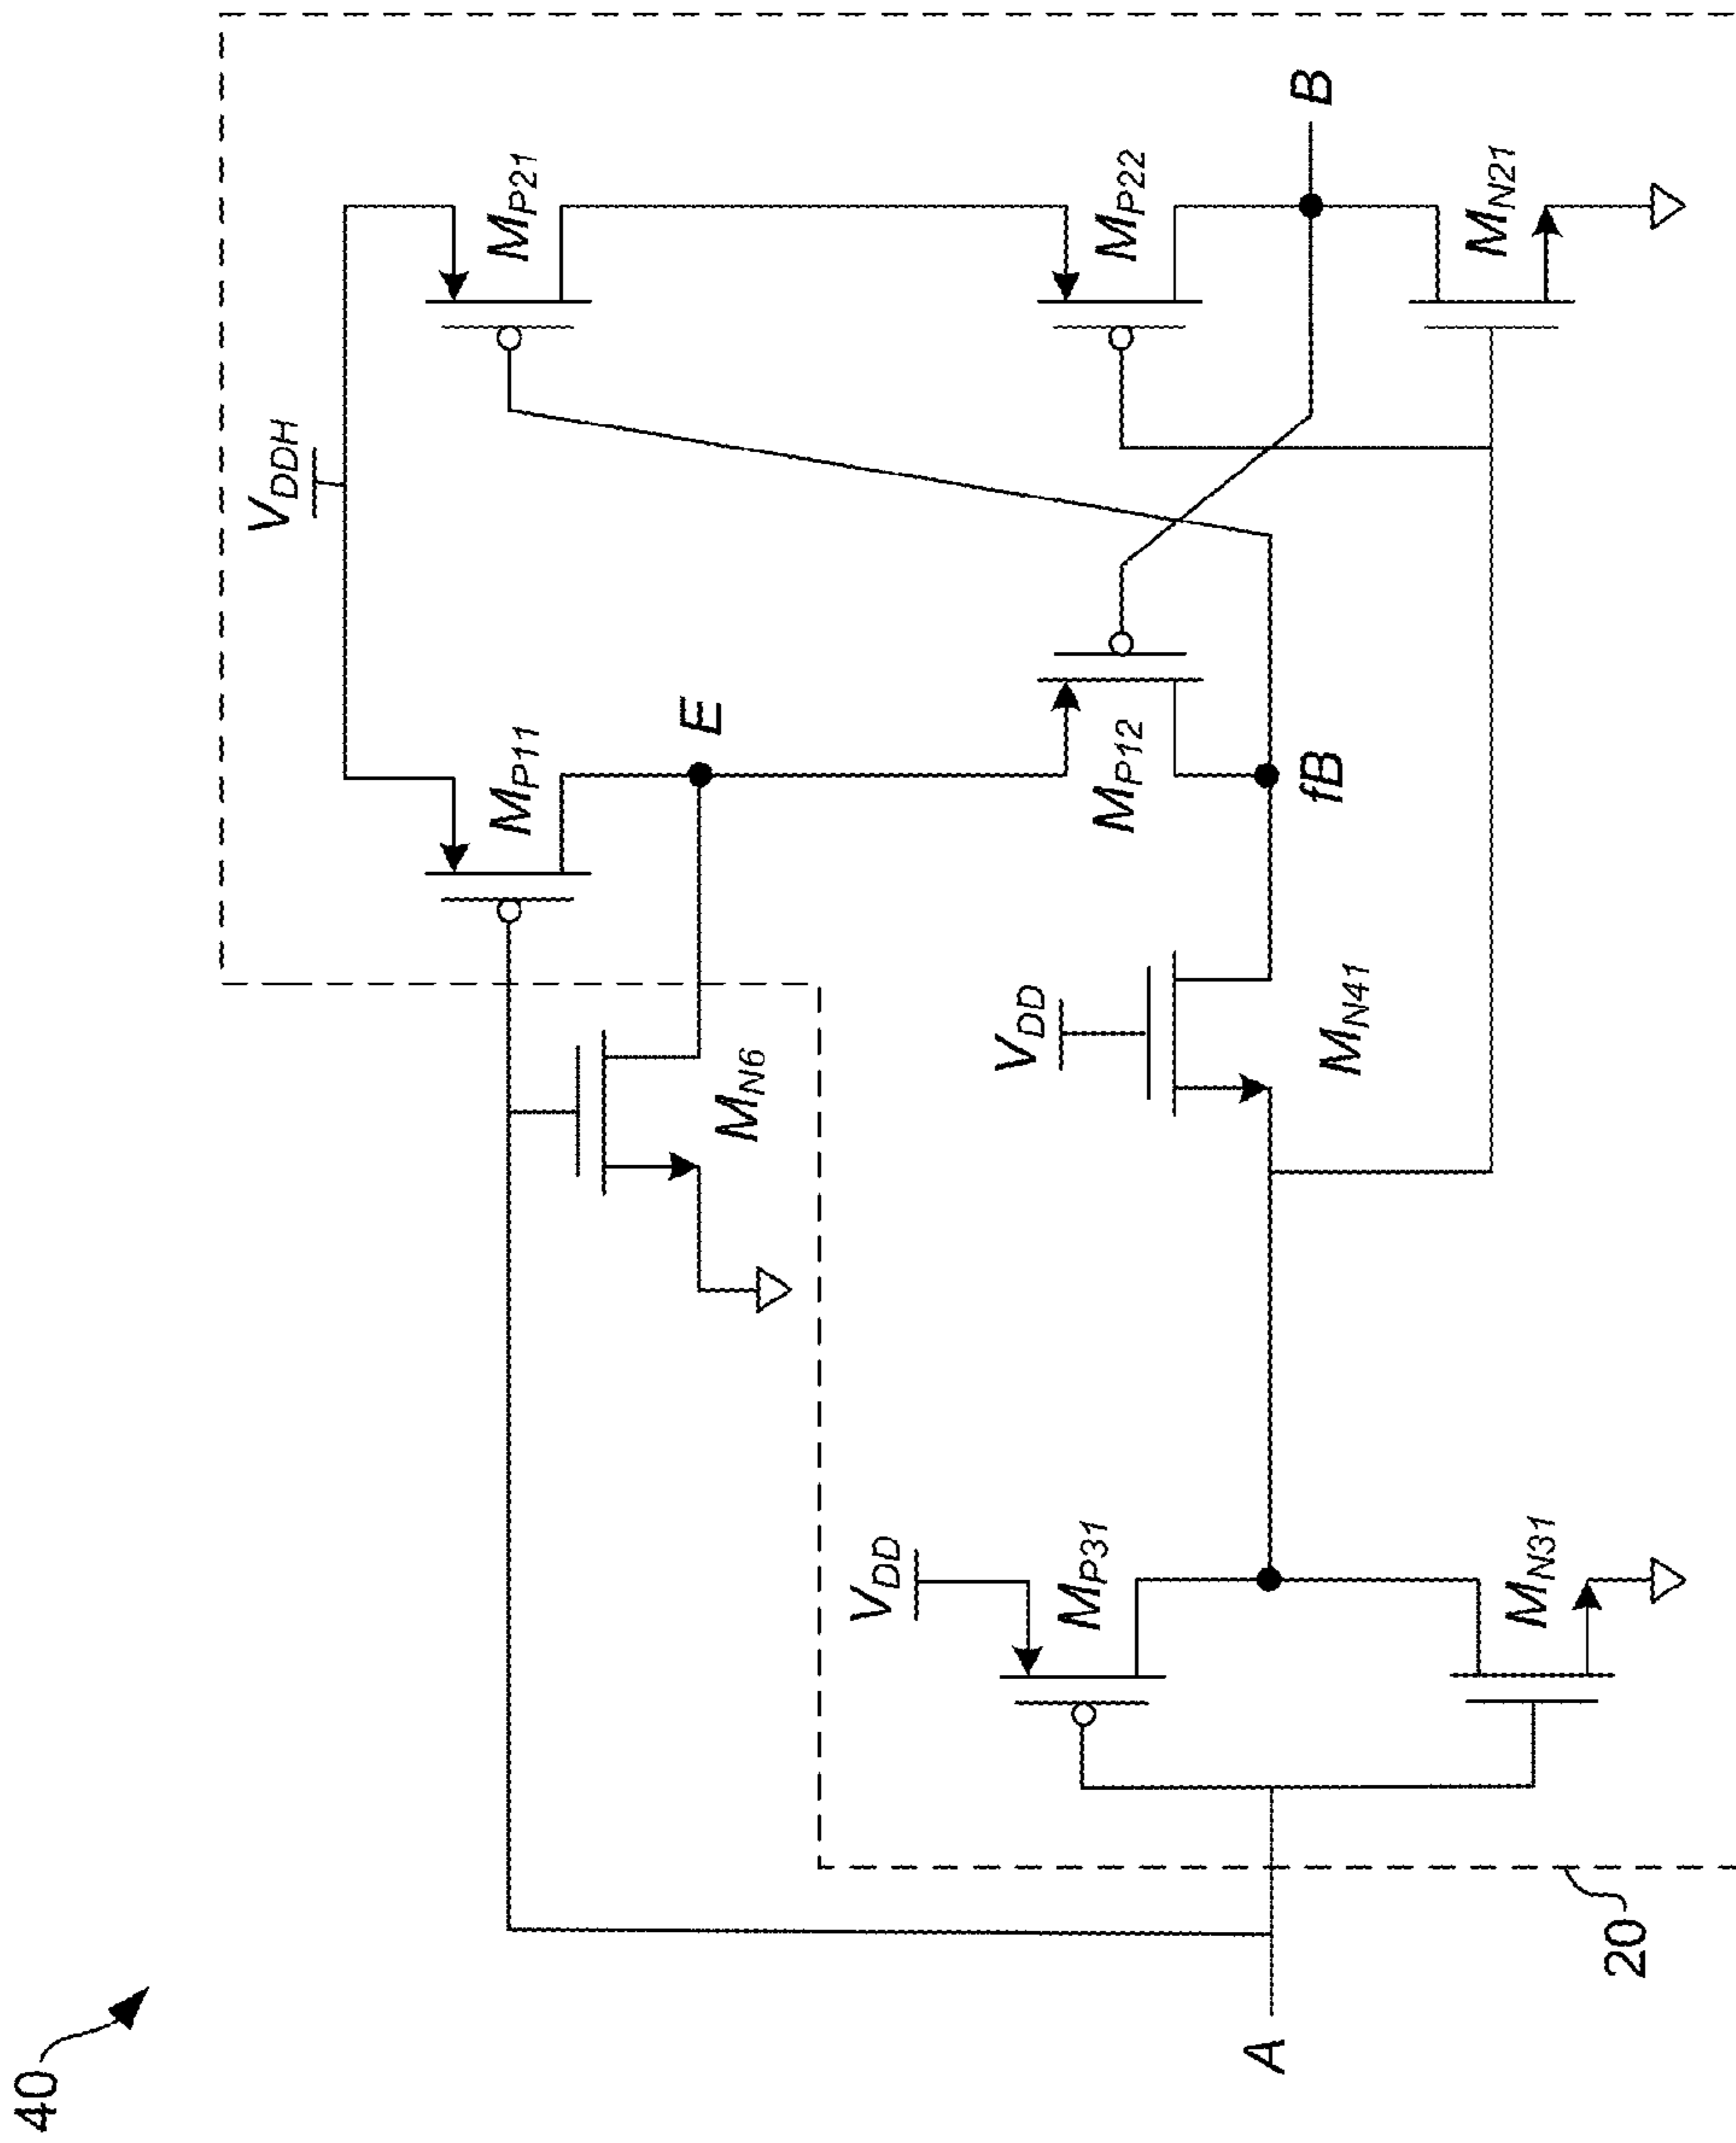 40
V_DDH
M_P11
M_P21
E
M_N6
V_DD
M_P12
M_P22
B
fB
V_DD
M_N41
M_P31
M_N21
M_N31
A
20